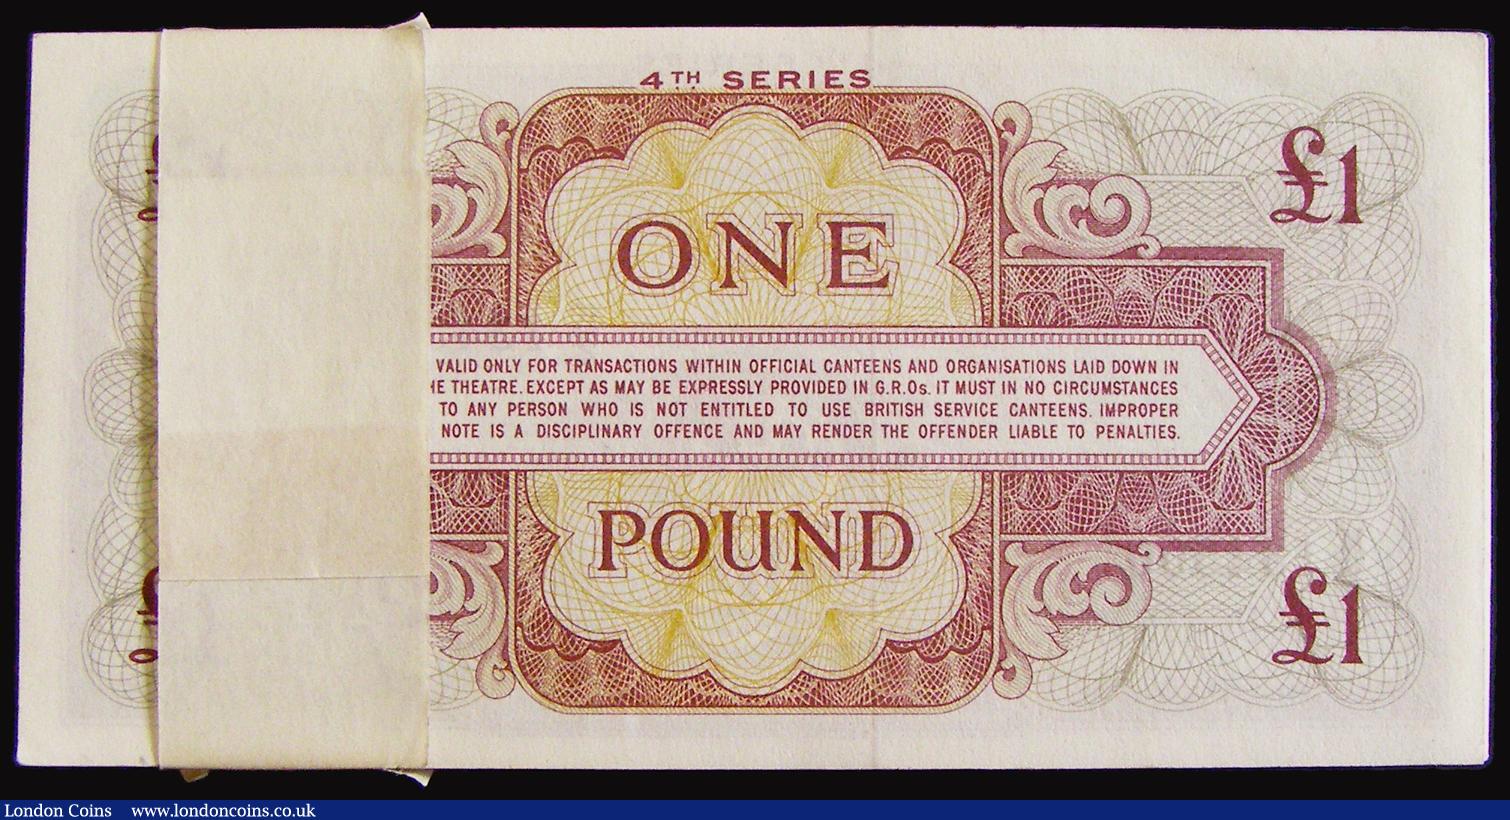 4TH SERIES
£1
ONE
VALID ONLY FOR TRANSACTIONS WITHIN OFFICIAL CANTEENS AND ORGANISATIONS LAID DOWN IN
THEATRE. EXCEPT AS MAY BE EXPRESSLY PROVIDED IN G.R.Os. IT MUST IN NO CIRCUMSTANCES
TO ANY PERSON WHO IS NOT ENTITLED TO USE BRITISH SERVICE CANTEENS. IMPROPER
NOTE IS A DISCIPLINARY OFFENCE AND MAY RENDER THE OFFENDER LIABLE TO PENALTIES.
POUND
£1
London Coins www.londoncoins.co.uk